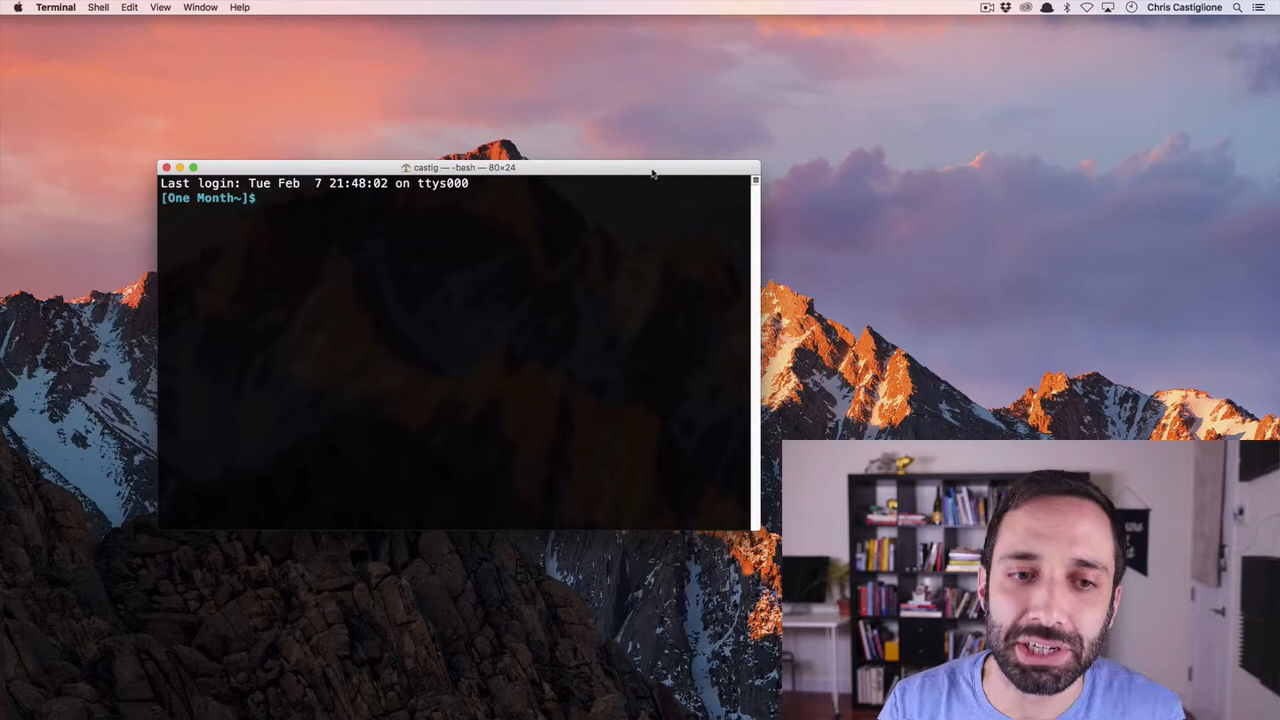 Terminal Shell Edit View Window Help Chris Castiglione
castig — -bash — 80×24
Last login: Tue Feb  7 21:48:02 on ttys000
[One Month~]$